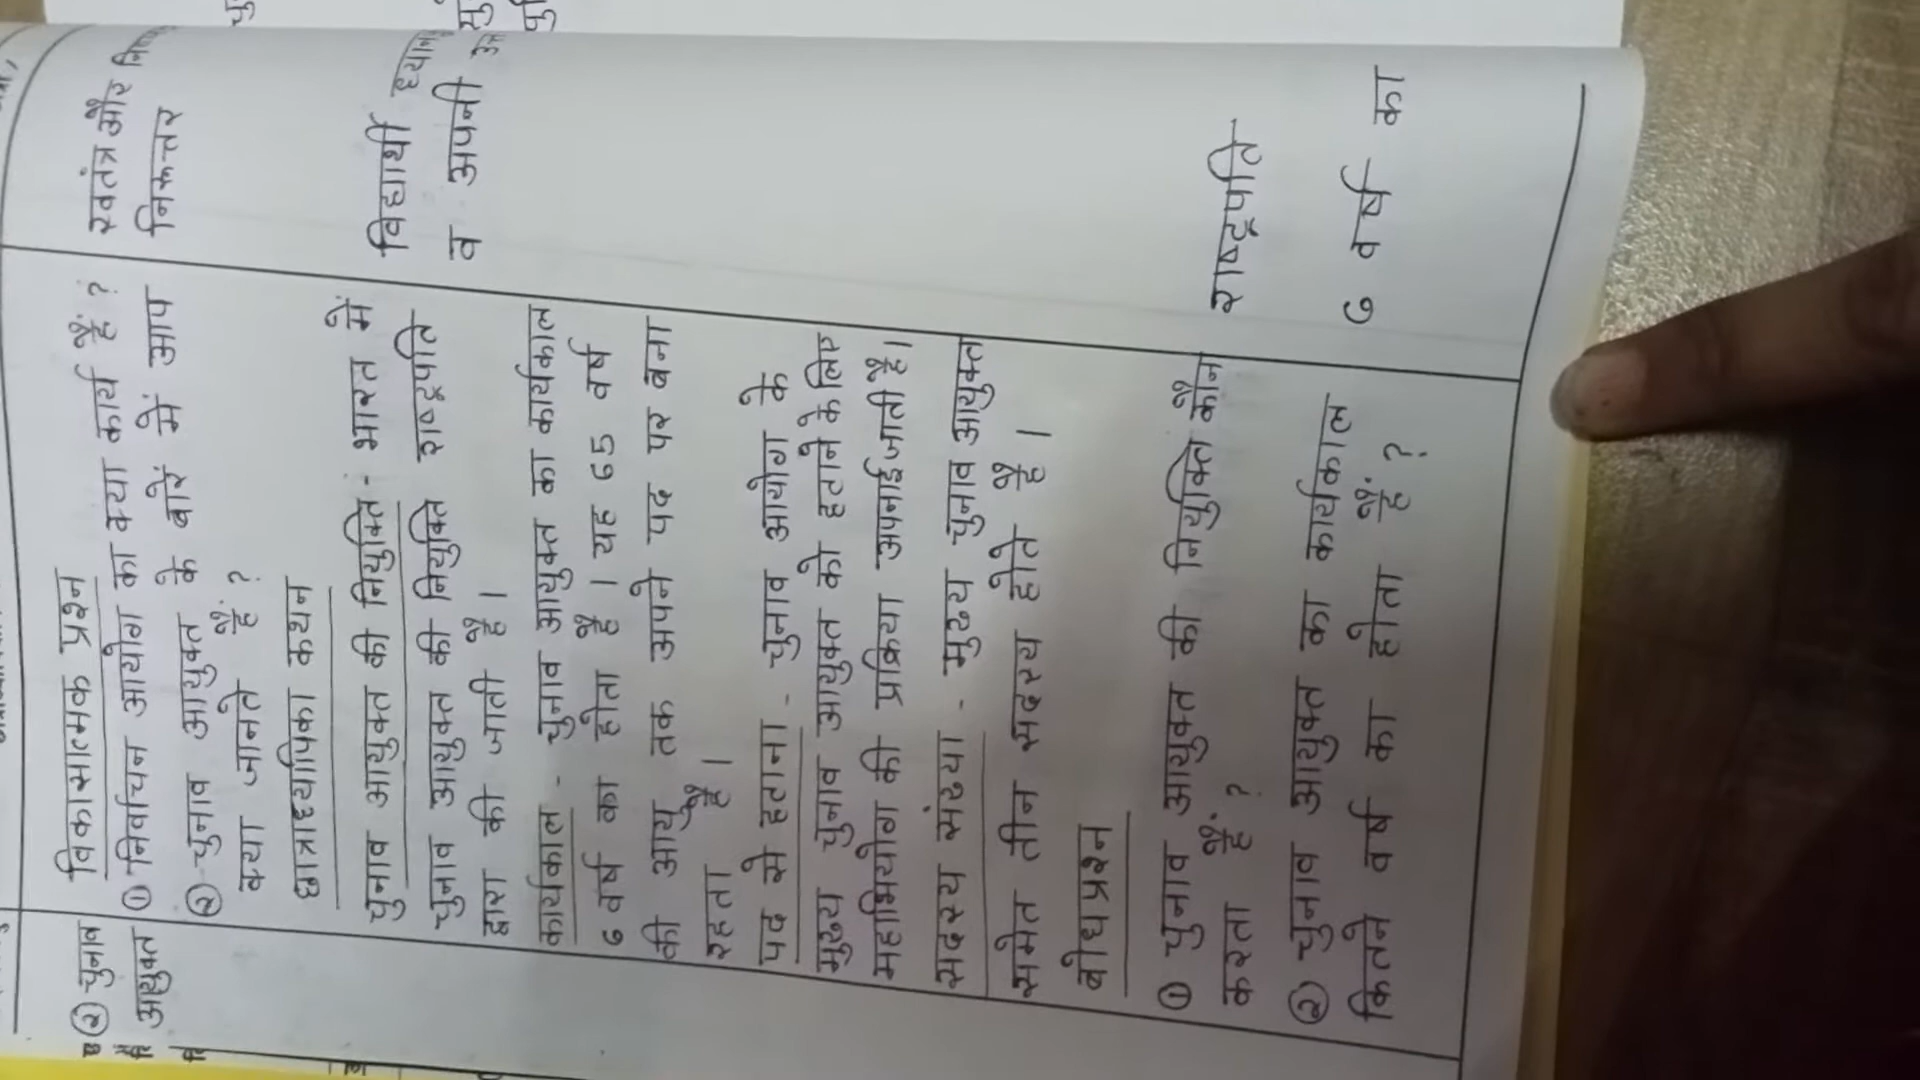 ② चुनाव
आयुक्त
विकासात्मक प्रश्न
① निर्वाचन आयोग का क्या कार्य हैं ?
② चुनाव आयुक्त के बारें में आप
क्या जानते हैं ?
छात्राध्यापिका कथन
चुनाव आयुक्त की नियुक्ति - भारत में
चुनाव आयुक्त की नियुक्ति राष्ट्रपति
द्वारा की जाती है ।
कार्यकाल - चुनाव आयुक्त का कार्यकाल
6 वर्ष का होता है । यह 65 वर्ष
की आयु तक अपने पद पर बना
रहता है ।
पद से हटाना - चुनाव आयोग के
मुख्य चुनाव आयुक्त को हटाने के लिए
महाभियोग की प्रक्रिया अपनाई जाती है।
सदस्य संख्या - मुख्य चुनाव आयुक्त
समेत तीन सदस्य होते है ।
बोध प्रश्न
① चुनाव आयुक्त की नियुक्ति कौन
करता हैं ?
② चुनाव आयुक्त का कार्यकाल
कितने वर्ष का होता हैं ?
स्वतंत्र और
निरूत्तर
विद्यार्थी
व अपनी
राष्ट्रपति
6 वर्ष का